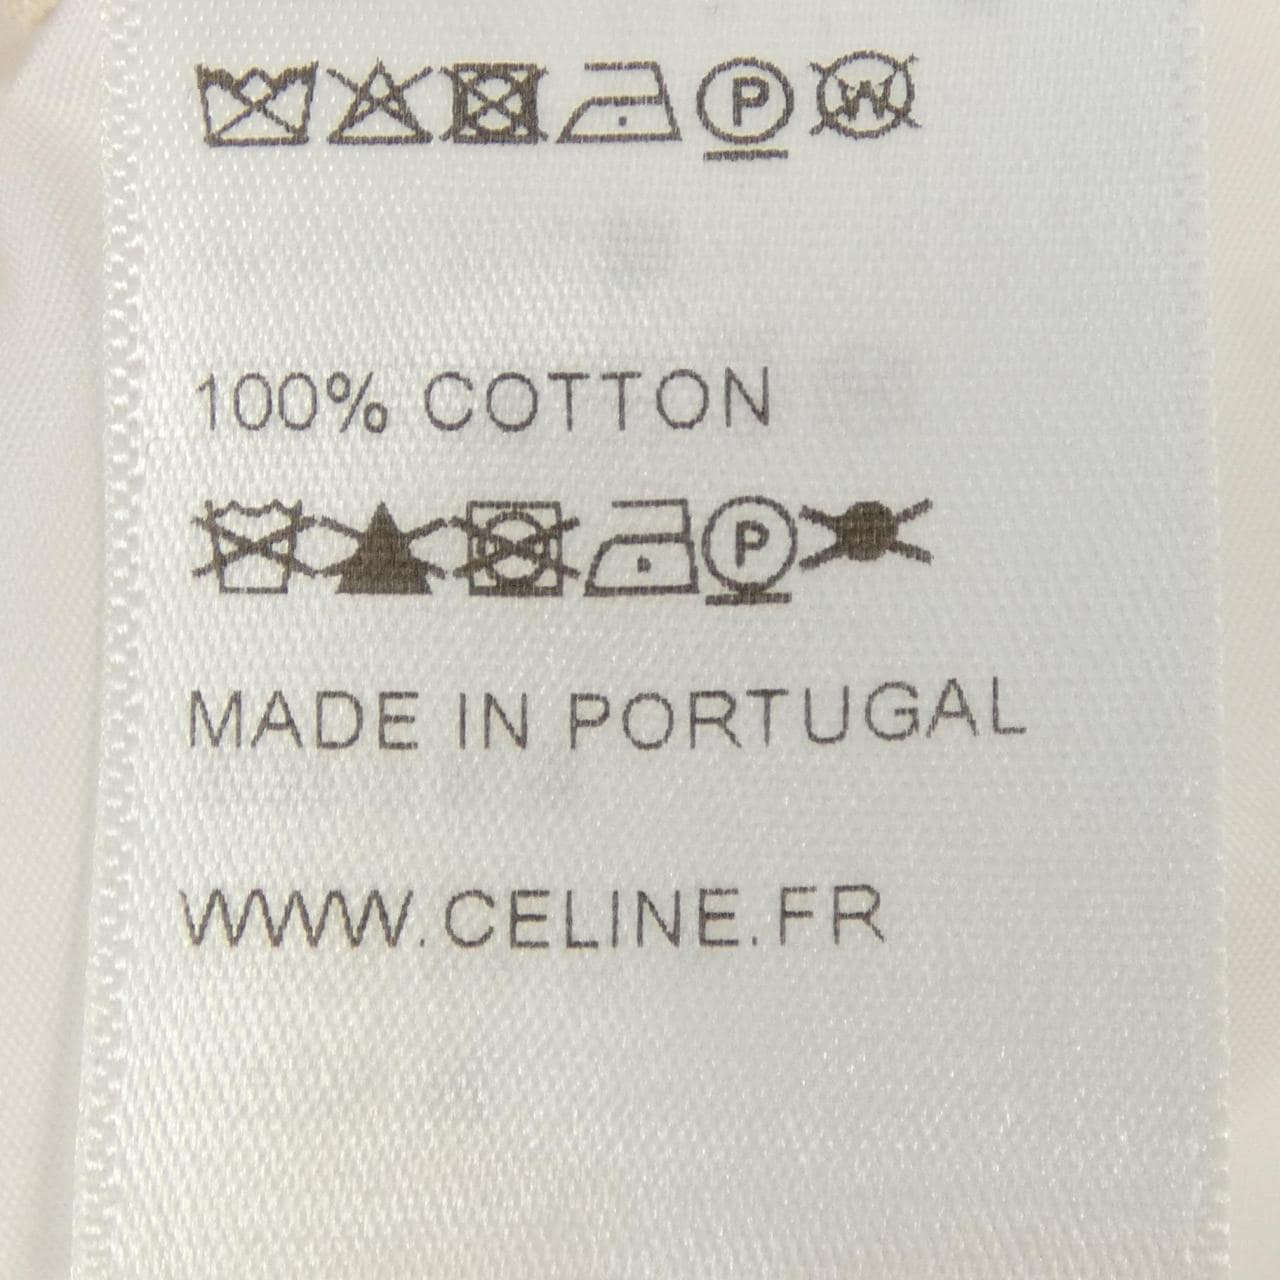 P W
100% COTTON
P
MADE IN PORTUGAL
WWW.CELINE.FR